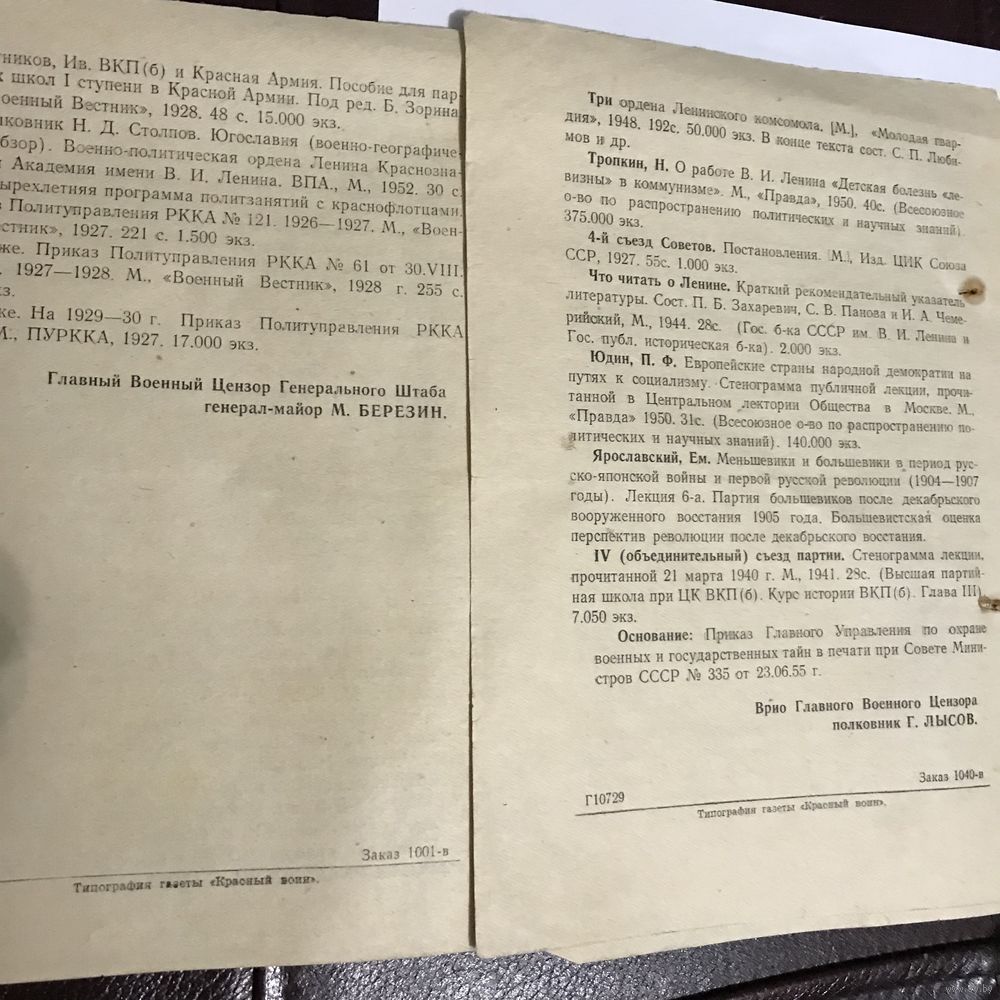 тников, Ив. ВКП(б) и Красная Армия. Пособие для пар-
х школ I ступени в Красной Армии. Под ред. Б. Зорина
оенный Вестник», 1928. 48 с. 15.000 экз.
лковник Н. Д. Столпов. Югославия (военно-географиче-
бзор). Военно-политическая ордена Ленина Краснозна-
я Академия имени В. И. Ленина. ВПА., М., 1952. 30 с.
ырехлетняя программа политзанятий с краснофлотцами.
з Политуправления РККА № 121. 1926—1927. М., «Воен-
естник», 1927. 221 с. 1.500 экз.
же. Приказ Политуправления РККА № 61 от 30.VIII.
. 1927—1928. М., «Военный Вестник», 1928 г. 255 с.
кз.
же. На 1929—30 г. Приказ Политуправления РККА
М., ПУРККА, 1927. 17.000 экз.
Главный Военный Цензор Генерального Штаба
генерал-майор М. БЕРЕЗИН.
Заказ 1001-в
Типография газеты «Красный воин».
Три ордена Ленинского комсомола. [М.], «Молодая гвар-
дия», 1948. 192с. 50.000 экз. В конце текста сост. С. П. Люби-
мов и др.
Тропкин, Н. О работе В. И. Ленина «Детская болезнь «ле-
визны» в коммунизме». М., «Правда», 1950. 40с. (Всесоюзное
о-во по распространению политических и научных знаний).
375.000 экз.
4-й съезд Советов. Постановления. [М.], Изд. ЦИК Союза
ССР, 1927. 55с. 1.000 экз.
Что читать о Ленине. Краткий рекомендательный указатель
литературы. Сост. П. Б. Захаревич, С. В. Панова и И. А. Чеме-
рийский, М., 1944. 28с. (Гос. б-ка СССР им. В. И. Ленина и
Гос. публ. историческая б-ка). 2.000 экз.
Юдин, П. Ф. Европейские страны народной демократии на
путях к социализму. Стенограмма публичной лекции, прочи-
танной в Центральном лектории Общества в Москве. М.,
«Правда» 1950. 31с. (Всесоюзное о-во по распространению по-
литических и научных знаний). 140.000 экз.
Ярославский, Ем. Меньшевики и большевики в период рус-
ско-японской войны и первой русской революции (1904—1907
годы). Лекция 6-а. Партия большевиков после декабрьского
вооруженного восстания 1905 года. Большевистская оценка
перспектив революции после декабрьского восстания.
IV (объединительный) съезд партии. Стенограмма лекции,
прочитанной 21 марта 1940 г. М., 1941. 28с. (Высшая партий-
ная школа при ЦК ВКП(б). Курс истории ВКП(б). Глава III)
7.050 экз.
Основание: Приказ Главного Управления по охране
военных и государственных тайн в печати при Совете Мини-
стров СССР № 335 от 23.06.55 г.
Врио Главного Военного Цензора
полковник Г. ЛЫСОВ.
Г10729
Заказ 1040-в
Типография газеты «Красный воин».